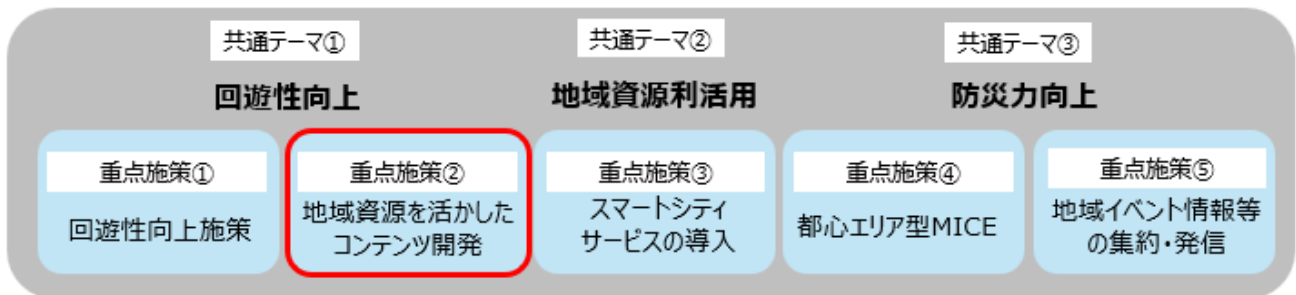 共通テーマ①
共通テーマ②
共通テーマ③
回遊性向上
地域資源利活用
防災力向上
重点施策①
回遊性向上施策
重点施策②
地域資源を活かした
コンテンツ開発
重点施策③
スマートシティ
サービスの導入
重点施策④
都心エリア型MICE
重点施策⑤
地域イベント情報等
の集約・発信